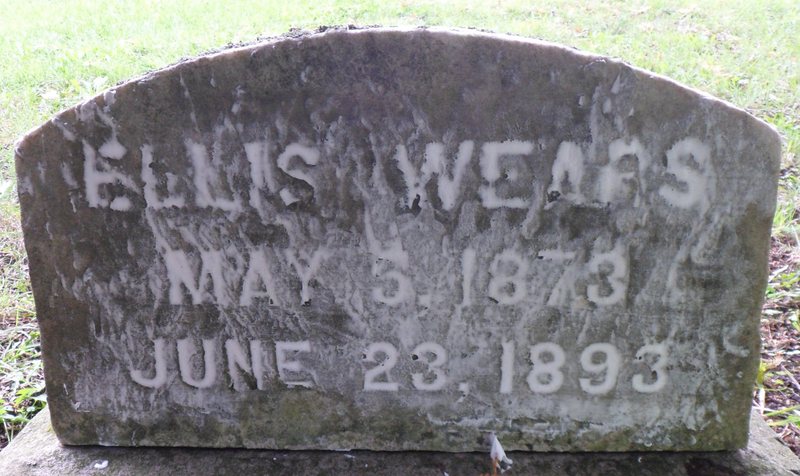 ELLIS WEARS
MAY 5, 1873
JUNE 23, 1893